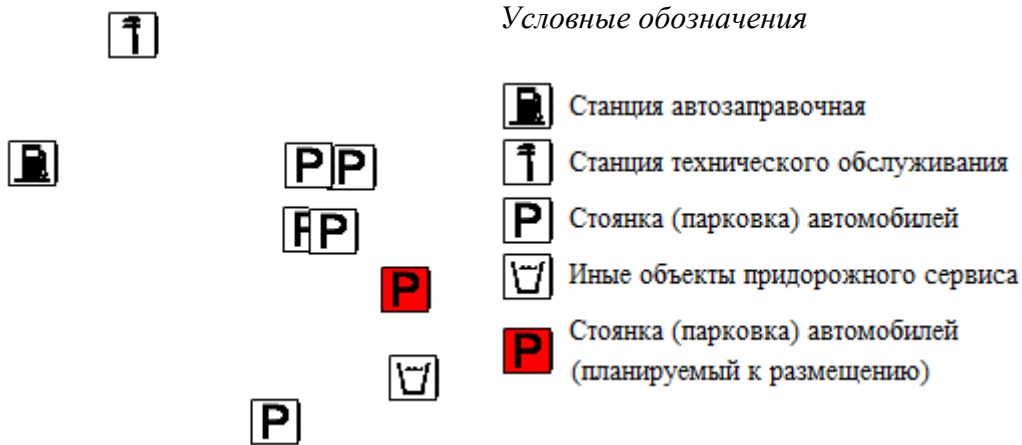 Условные обозначения
Станция автозаправочная
P P
Станция технического обслуживания
P P
P Стоянка (парковка) автомобилей
P
Иные объекты придорожного сервиса
P Стоянка (парковка) автомобилей
(планируемый к размещению)
P